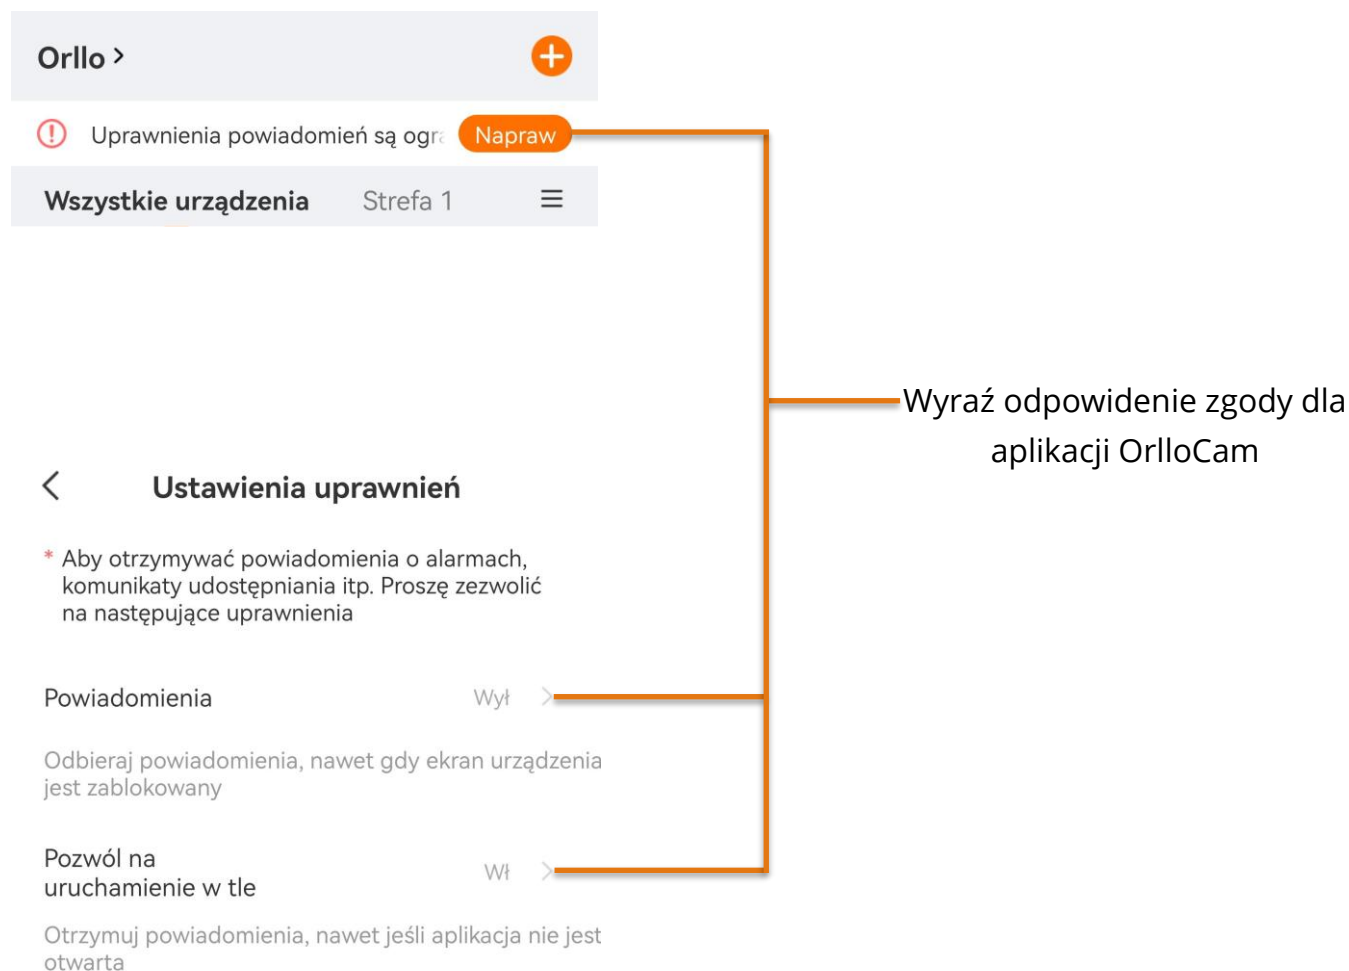 Orllo >
Uprawnienia powiadomień są ogra
Napraw
Wszystkie urządzenia Strefa 1
Wyraź odpowidenie zgody dla
aplikacji OrlloCam
Ustawienia uprawnień
* Aby otrzymywać powiadomienia o alarmach,
komunikaty udostępniania itp. Proszę zezwolić
na następujące uprawnienia
Powiadomienia Wył >
Odbieraj powiadomienia, nawet gdy ekran urządzenia
jest zablokowany
Pozwól na
uruchamienie w tle
Wł >
Otrzymuj powiadomienia, nawet jeśli aplikacja nie jest
otwarta